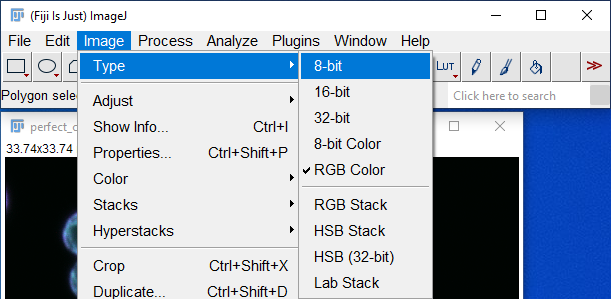 (Fiji Is Just) ImageJ
File Edit Image Process Analyze Plugins Window Help
LUT
Polygon sele
Click here to search
perfect_c
33.74x33.74
Type
Adjust
Show Info... Ctrl+I
Properties... Ctrl+Shift+P
Color
Stacks
Hyperstacks
Crop Ctrl+Shift+X
Duplicate... Ctrl+Shift+D
8-bit
16-bit
32-bit
8-bit Color
RGB Color
RGB Stack
HSB Stack
HSB (32-bit)
Lab Stack